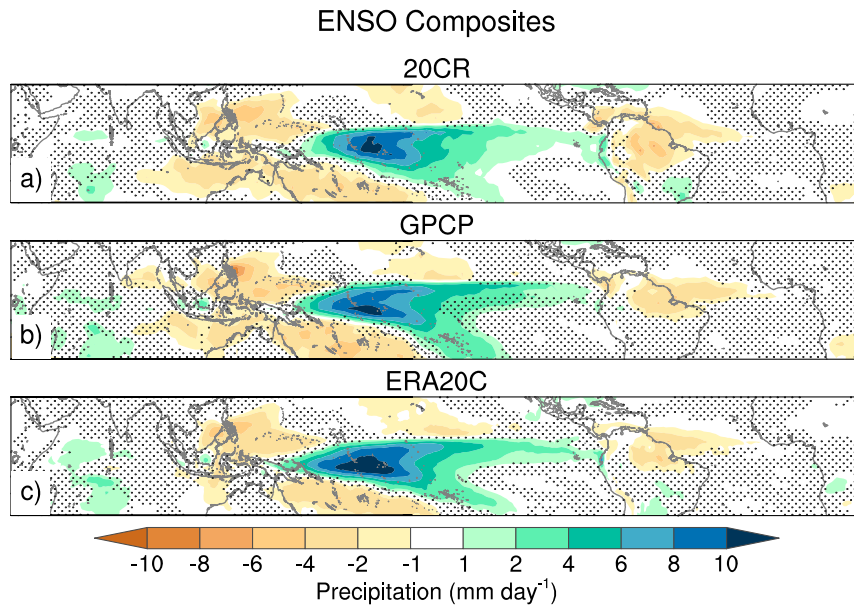 ENSO Composites
20CR
a)
GPCP
b)
ERA20C
c)
-10 -8 -6 -4 -2 -1 1 2 4 6 8 10
Precipitation (mm day⁻¹)